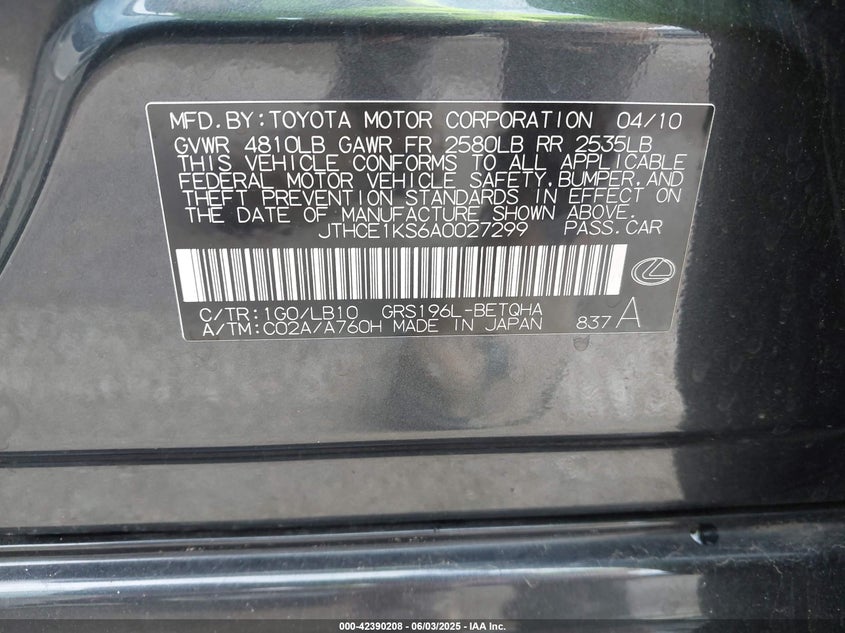 MFD.BY:TOYOTA MOTOR CORPORATION 04/10
GVWR 4810LB GAWR FR 2580LB RR 2535LB
THIS VEHICLE CONFORMS TO ALL APPLICABLE
FEDERAL MOTOR VEHICLE SAFETY,BUMPER,AND
THEFT PREVENTION STANDARDS IN EFFECT ON
THE DATE OF MANUFACTURE SHOWN ABOVE.
JTHCE1KS6A0027299 PASS.CAR
C/TR:1G0/LB10 GRS196L-BETQHA
A/TM:C02A/A760H MADE IN JAPAN 837 A
000-42390208 - 06/03/2025 - IAA Inc.